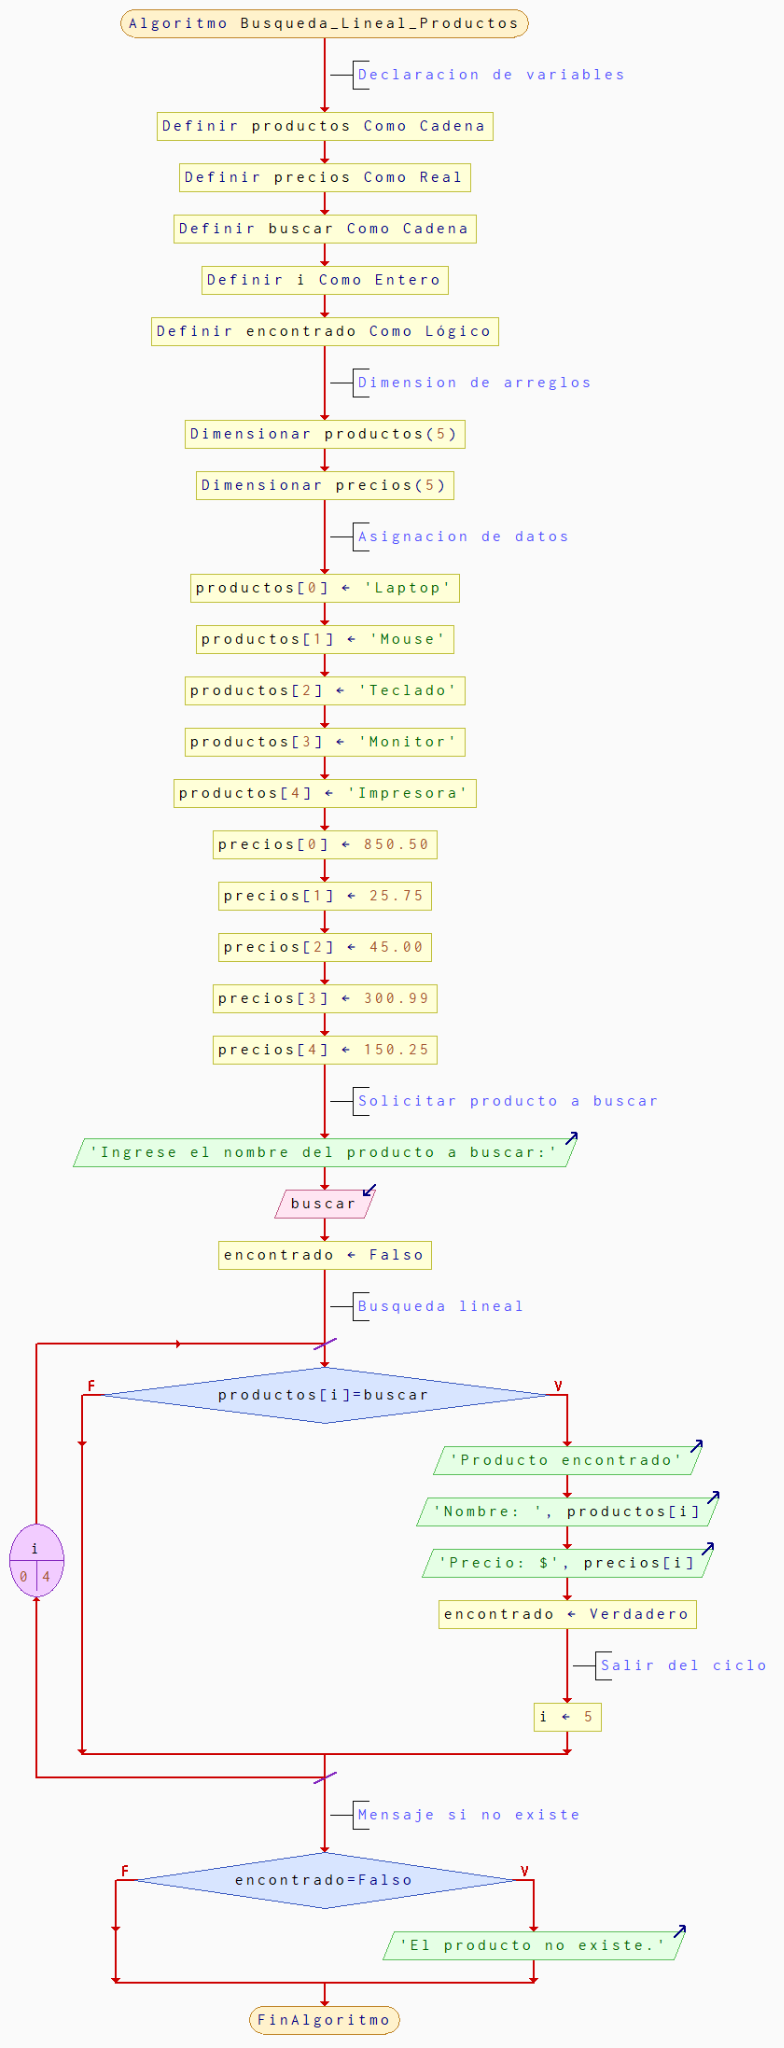 Algoritmo Busqueda_Lineal_Productos
Declaracion de variables
Definir productos Como Cadena
Definir precios Como Real
Definir buscar Como Cadena
Definir i Como Entero
Definir encontrado Como Lógico
Dimension de arreglos
Dimensionar productos(5)
Dimensionar precios(5)
Asignacion de datos
productos[0] ← 'Laptop'
productos[1] ← 'Mouse'
productos[2] ← 'Teclado'
productos[3] ← 'Monitor'
productos[4] ← 'Impresora'
precios[0] ← 850.50
precios[1] ← 25.75
precios[2] ← 45.00
precios[3] ← 300.99
precios[4] ← 150.25
Solicitar producto a buscar
'Ingrese el nombre del producto a buscar:'
buscar
encontrado ← Falso
Busqueda lineal
F
V
productos[i]=buscar
'Producto encontrado'
'Nombre: ', productos[i]
i
0 4
'Precio: $', precios[i]
encontrado ← Verdadero
Salir del ciclo
i ← 5
Mensaje si no existe
F
V
encontrado=Falso
'El producto no existe.'
FinAlgoritmo